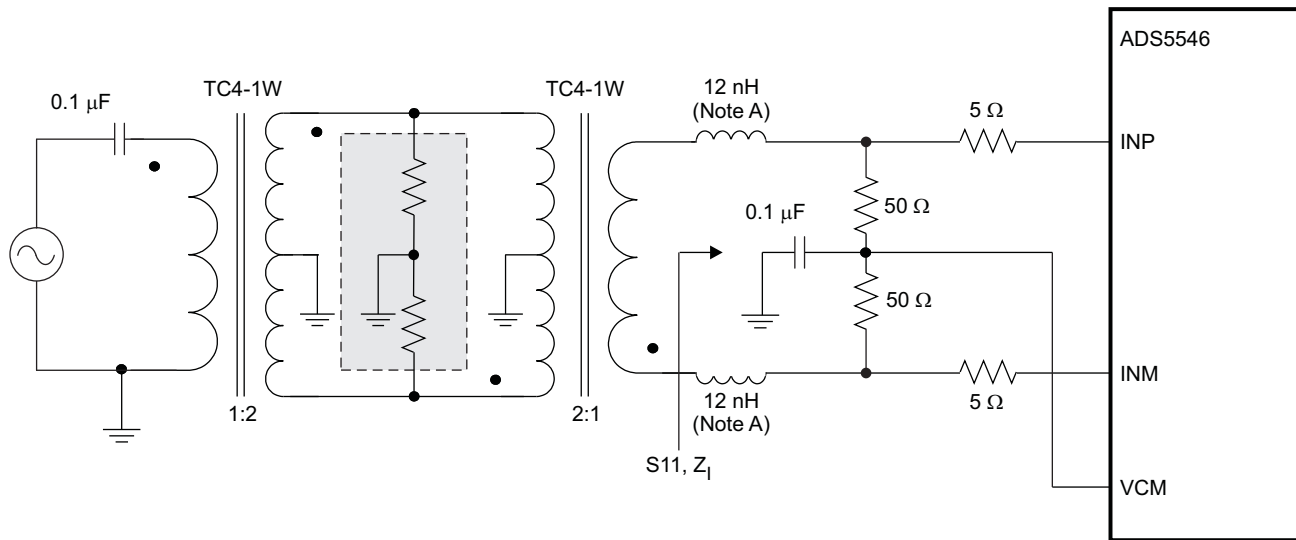 ADS5546
0.1 μF
TC4-1W
TC4-1W
12 nH
(Note A)
5 Ω
INP
0.1 μF
50 Ω
50 Ω
12 nH
(Note A)
5 Ω
INM
1:2
2:1
S11, Z_I
VCM